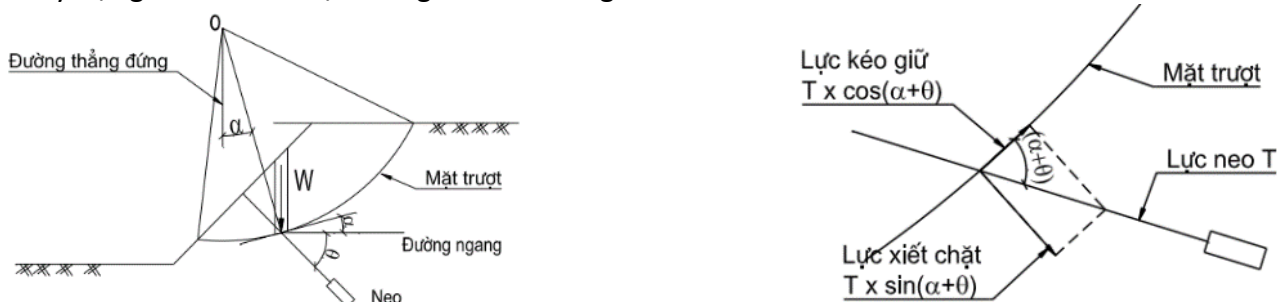 O
Đường thẳng đứng
α
W
Mặt trượt
α
Đường ngang
θ
Neo
Lực kéo giữ
T x cos(α+θ)
Mặt trượt
(α+θ)
Lực neo T
Lực xiết chặt
T x sin(α+θ)